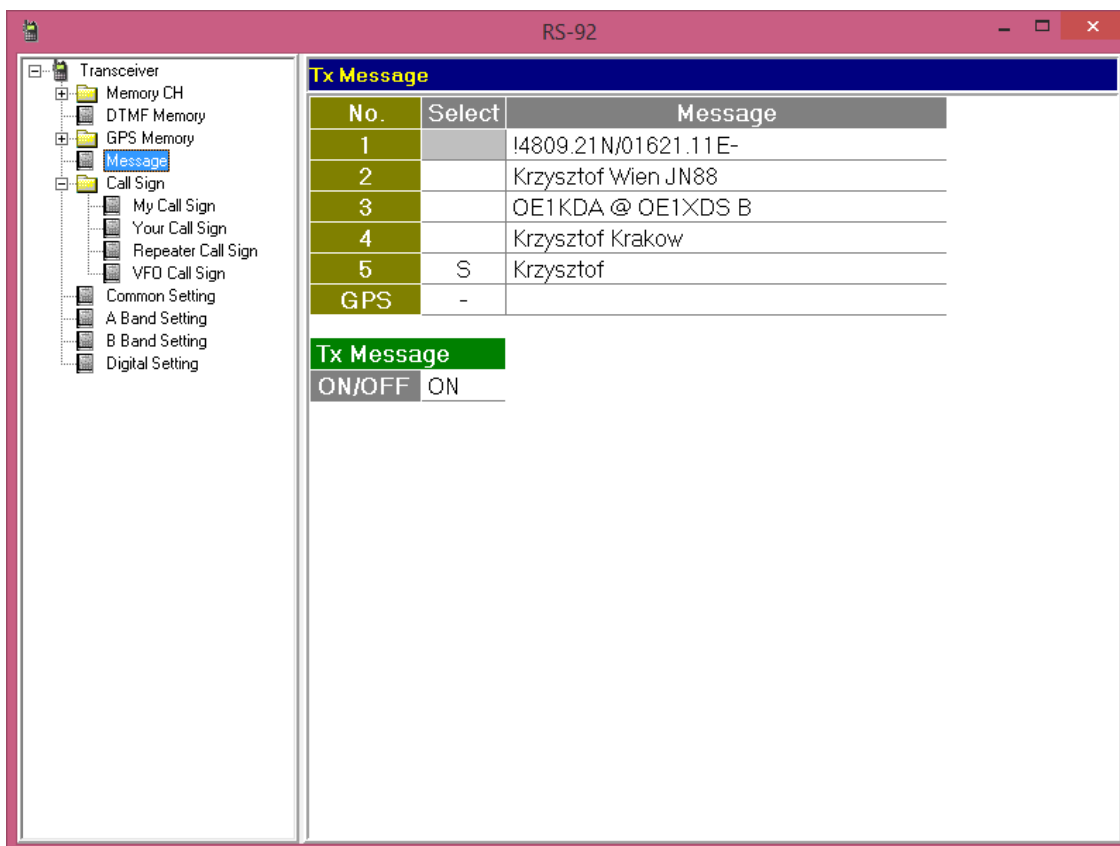 RS-92
Transceiver
Memory CH
DTMF Memory
GPS Memory
Message
Call Sign
My Call Sign
Your Call Sign
Repeater Call Sign
VFO Call Sign
Common Setting
A Band Setting
B Band Setting
Digital Setting
Tx Message
No. Select Message
1 !4809.21N/01621.11E-
2 Krzysztof Wien JN88
3 OE1KDA @ OE1XDS B
4 Krzysztof Krakow
5 S Krzysztof
GPS -
Tx Message
ON/OFF ON